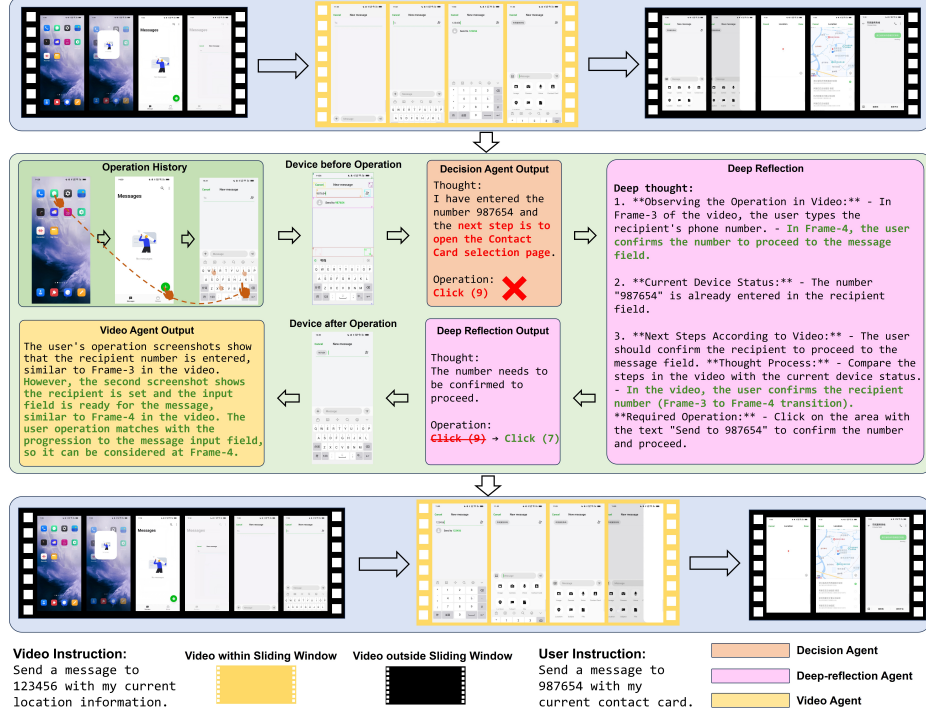 Messages
New message
Operation History
Device before Operation
Decision Agent Output
Deep Reflection
Messages
Thought:
I have entered the
number 987654 and
the next step is to
open the Contact
Card selection page.
Operation:
Click (9)
Deep thought:
1. **Observing the Operation in Video:** - In
Frame-3 of the video, the user types the
recipient's phone number. - In Frame-4, the user
confirms the number to proceed to the message
field.
2. **Current Device Status:** - The number
"987654" is already entered in the recipient
field.
3. **Next Steps According to Video:** - The user
should confirm the recipient to proceed to the
message field. **Thought Process:** - Compare the
steps in the video with the current device status.
- In the video, the user confirms the recipient
number (Frame-3 to Frame-4 transition).
**Required Operation:** - Click on the area with
the text "Send to 987654" to confirm the number
and proceed.
Video Agent Output
The user's operation screenshots show
that the recipient number is entered,
similar to Frame-3 in the video.
However, the second screenshot shows
the recipient is set and the input
field is ready for the message,
similar to Frame-4 in the video. The
user operation matches with the
progression to the message input field,
so it can be considered at Frame-4.
Device after Operation
Deep Reflection Output
Thought:
The number needs to
be confirmed to
proceed.
Operation:
Click (9) → Click (7)
Messages
Video Instruction:
Send a message to
123456 with my current
location information.
Video within Sliding Window
Video outside Sliding Window
User Instruction:
Send a message to
987654 with my
current contact card.
Decision Agent
Deep-reflection Agent
Video Agent